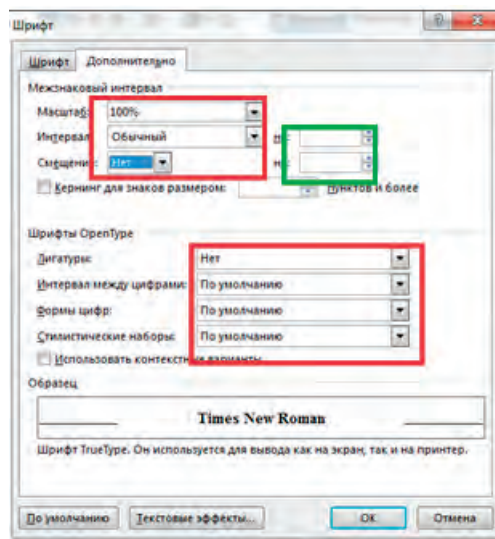 Шрифт
Шрифт Дополнительно
Межзнаковый интервал
Масштаб: 100%
Интервал: Обычный на:
Смещение: Нет на:
Кернинг для знаков размером: пунктов и более
Шрифты OpenType
Лигатуры: Нет
Интервал между цифрами: По умолчанию
Формы цифр: По умолчанию
Стилистические наборы: По умолчанию
Использовать контекстные варианты
Образец
Times New Roman
Шрифт TrueType. Он используется для вывода как на экран, так и на принтер.
По умолчанию Текстовые эффекты... ОК Отмена